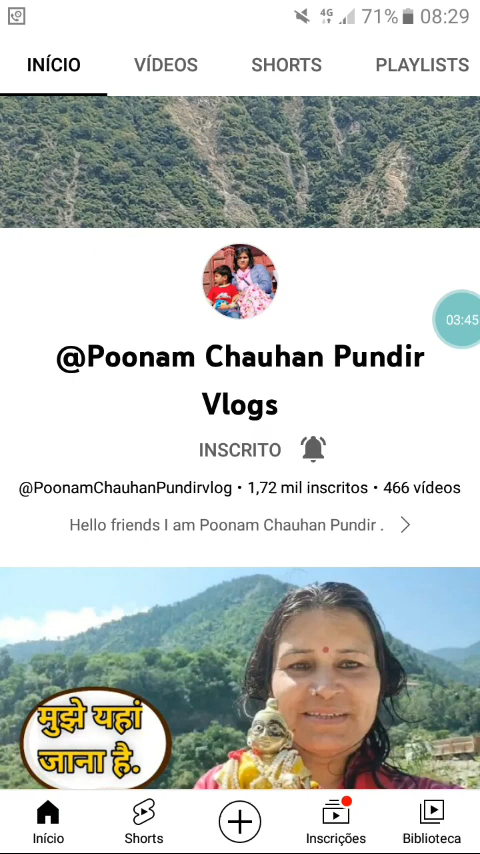 4G 71% 08:29
INÍCIO VÍDEOS SHORTS PLAYLISTS
03:45
@Poonam Chauhan Pundir
Vlogs
INSCRITO
@PoonamChauhanPundirvlog • 1,72 mil inscritos • 466 vídeos
Hello friends I am Poonam Chauhan Pundir .
मुझे यहां
जाना है.
Início Shorts Inscrições Biblioteca